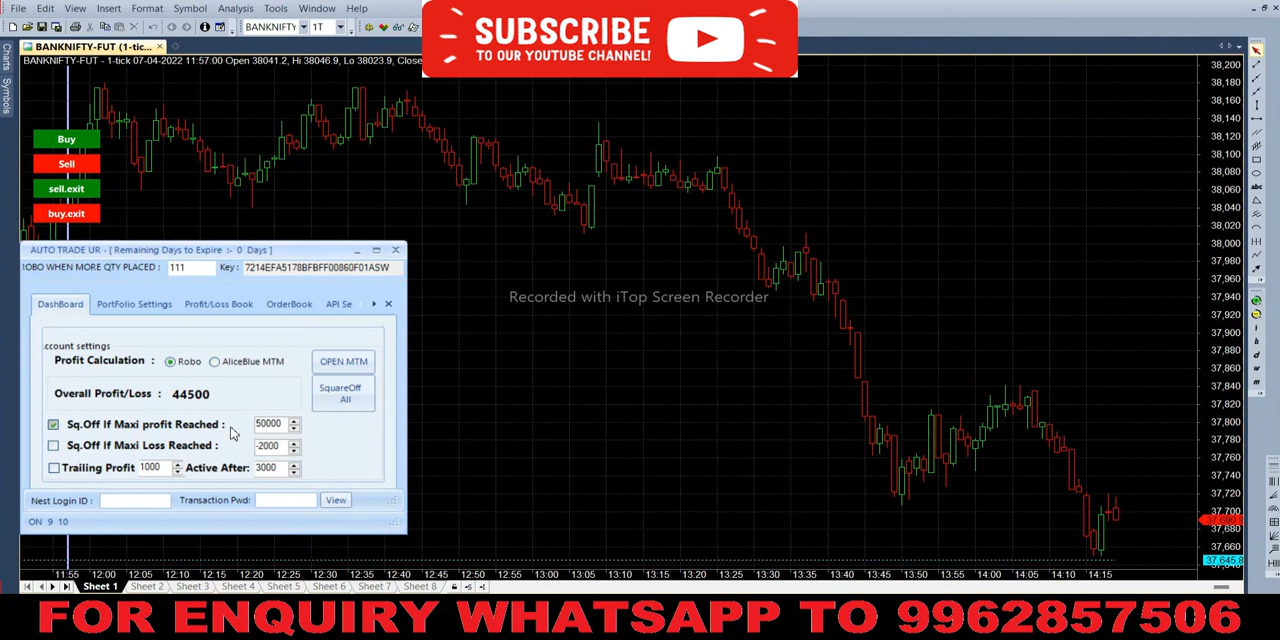 File Edit View Insert Format Symbol Analysis Tools Window Help
BANKNIFTY 1T
SUBSCRIBE
TO OUR YOUTUBE CHANNEL!
BANKNIFTY-FUT (1-tic...
BANKNIFTY-FUT - 1-tick 07-04-2022 11:57:00 Open 38041.2, Hi 38046.9, Lo 38023.9, Close
Charts
Symbols
Buy
Sell
sell.exit
buy.exit
AUTO TRADE UR - [ Remaining Days to Expire :- 0 Days ]
ROBO WHEN MORE QTY PLACED : 111 Key : 7214EFA5178BFBFF00860F01ASW
DashBoard PortFolio Settings Profit/Loss Book OrderBook API Se
ccount settings
Profit Calculation : Robo AliceBlue MTM OPEN MTM
Overall Profit/Loss : 44500
SquareOff
All
Sq.Off If Maxi profit Reached : 50000
Sq.Off If Maxi Loss Reached : -2000
Trailing Profit 1000 Active After: 3000
Nest Login ID : Transaction Pwd: View
ON 9 10
Recorded with iTop Screen Recorder
38,200
38,180
38,160
38,140
38,120
38,100
38,080
38,060
38,040
38,020
38,000
37,980
37,960
37,940
37,920
37,900
37,880
37,860
37,840
37,820
37,800
37,780
37,760
37,740
37,720
37,700
37,680
37,660
37,645.8
abc
11:55 12:00 12:05 12:10 12:15 12:20 12:25 12:30 12:35 12:40 12:45 12:50 12:55 13:00 13:05 13:10 13:15 13:20 13:25 13:30 13:35 13:40 13:45 13:50 13:55 14:00 14:05 14:10 14:15
Sheet 1 Sheet 2 Sheet 3 Sheet 4 Sheet 5 Sheet 6 Sheet 7 Sheet 8
FOR ENQUIRY WHATSAPP TO 9962857506